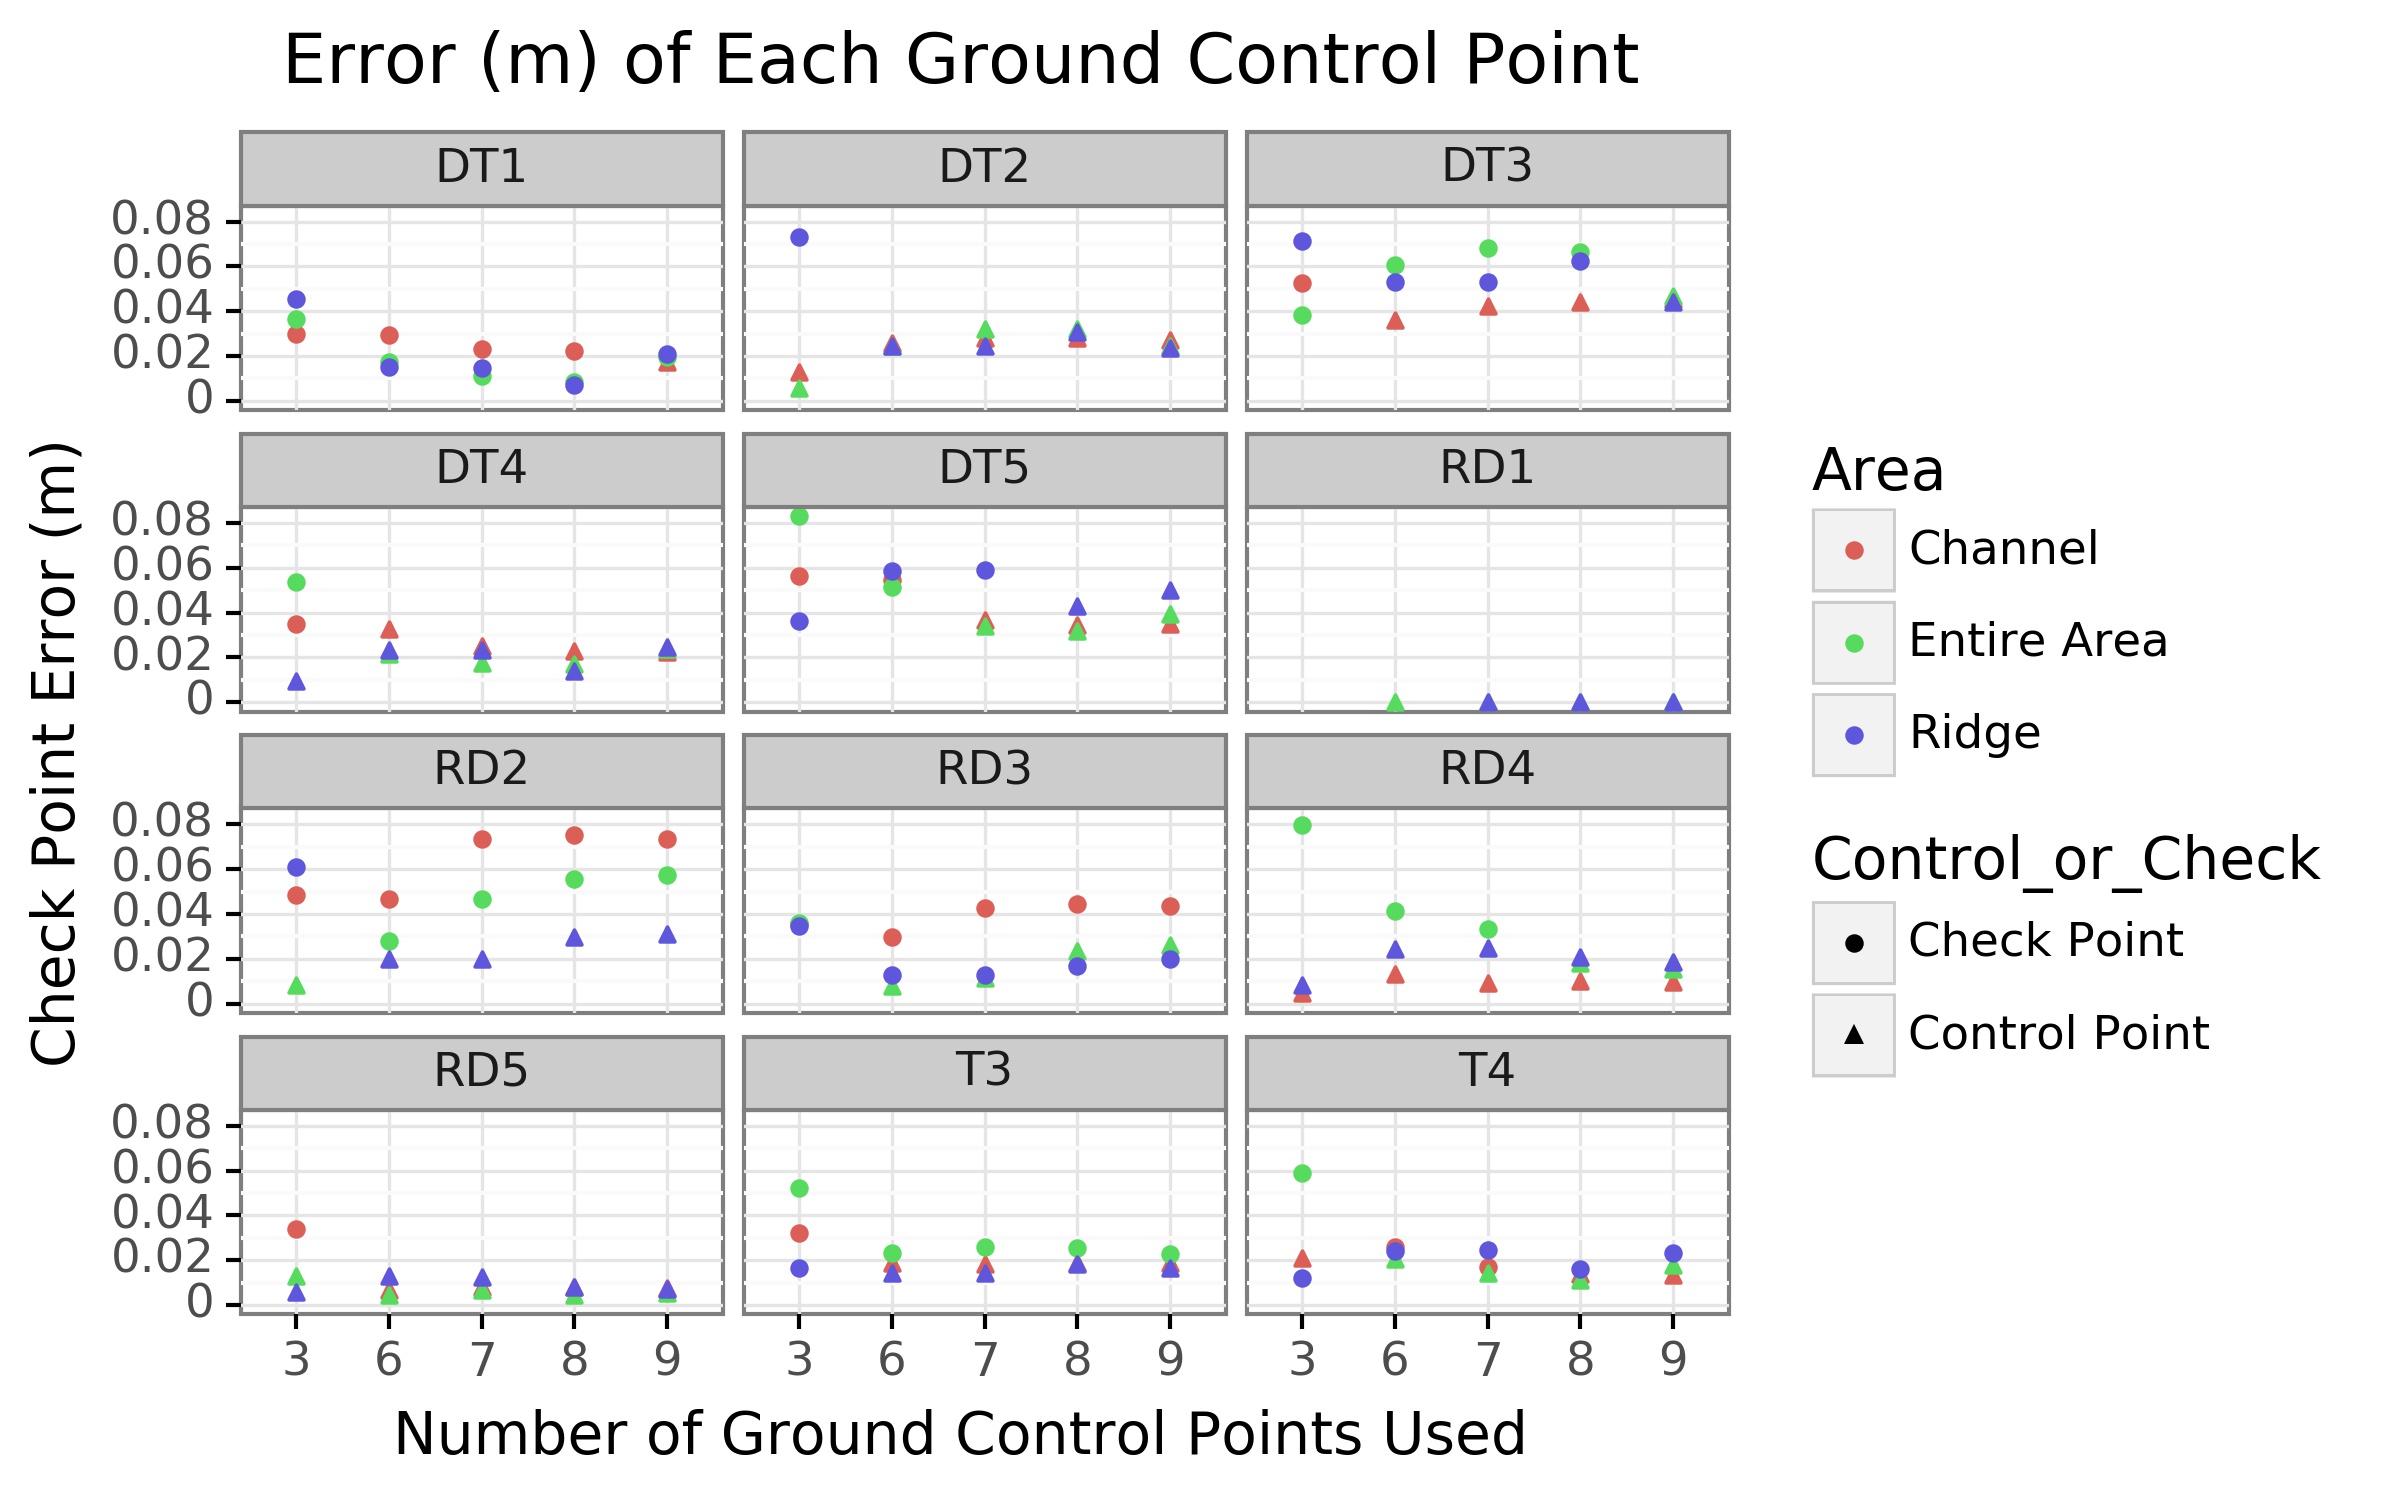 Error (m) of Each Ground Control Point
DT1 DT2 DT3
0.08
0.06
0.04
0.02
0
DT4 DT5 RD1
0.08
0.06
0.04
0.02
0
RD2 RD3 RD4
0.08
0.06
0.04
0.02
0
RD5 T3 T4
0.08
0.06
0.04
0.02
0
3 6 7 8 9 3 6 7 8 9 3 6 7 8 9
Number of Ground Control Points Used
Check Point Error (m)
Area
Channel
Entire Area
Ridge
Control_or_Check
Check Point
Control Point